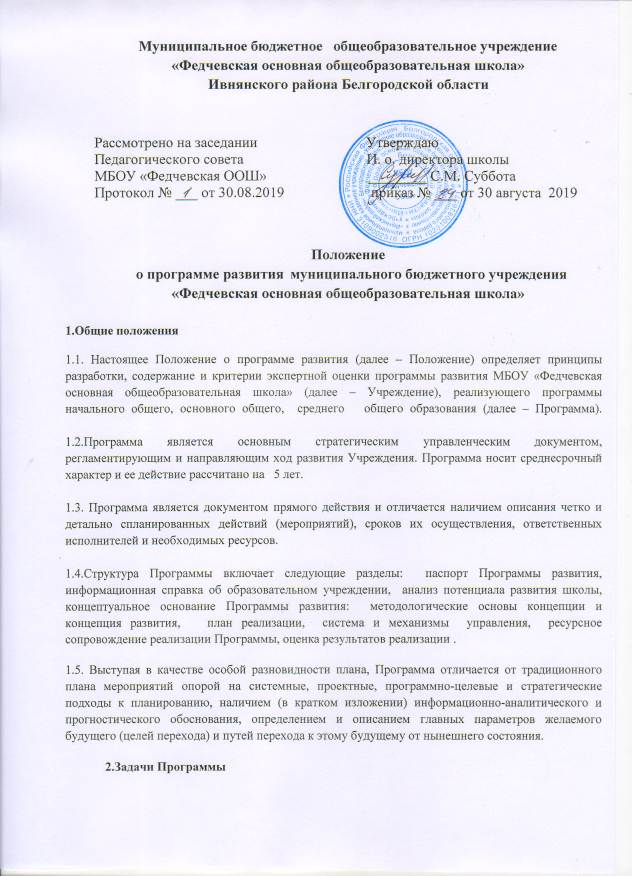 Муниципальное бюджетное общеобразовательное учреждение
«Федчевская основная общеобразовательная школа»
Ивнянского района Белгородской области
Рассмотрено на заседании
Педагогического совета
МБОУ «Федчевская ООШ»
Протокол № 1 от 30.08.2019
Утверждаю
И. о. директора школы
С.М. Суббота
приказ № от 30 августа 2019
Положение
о программе развития муниципального бюджетного учреждения
«Федчевская основная общеобразовательная школа»
1.Общие положения
1.1. Настоящее Положение о программе развития (далее – Положение) определяет принципы
разработки, содержание и критерии экспертной оценки программы развития МБОУ «Федчевская
основная общеобразовательная школа» (далее – Учреждение), реализующего программы
начального общего, основного общего, среднего общего образования (далее – Программа).
1.2.Программа является основным стратегическим управленческим документом,
регламентирующим и направляющим ход развития Учреждения. Программа носит среднесрочный
характер и ее действие рассчитано на 5 лет.
1.3. Программа является документом прямого действия и отличается наличием описания четко и
детально спланированных действий (мероприятий), сроков их осуществления, ответственных
исполнителей и необходимых ресурсов.
1.4.Структура Программы включает следующие разделы: паспорт Программы развития,
информационная справка об образовательном учреждении, анализ потенциала развития школы,
концептуальное основание Программы развития: методологические основы концепции и
концепция развития, план реализации, система и механизмы управления, ресурсное
сопровождение реализации Программы, оценка результатов реализации .
1.5. Выступая в качестве особой разновидности плана, Программа отличается от традиционного
плана мероприятий опорой на системные, проектные, программно-целевые и стратегические
подходы к планированию, наличием (в кратком изложении) информационно-аналитического и
прогностического обоснования, определением и описанием главных параметров желаемого
будущего (целей перехода) и путей перехода к этому будущему от нынешнего состояния.
2.Задачи Программы